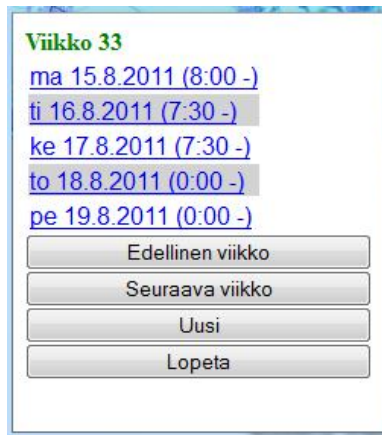 Viikko 33
ma 15.8.2011 (8:00 -)
ti 16.8.2011 (7:30 -)
ke 17.8.2011 (7:30 -)
to 18.8.2011 (0:00 -)
pe 19.8.2011 (0:00 -)
Edellinen viikko
Seuraava viikko
Uusi
Lopeta